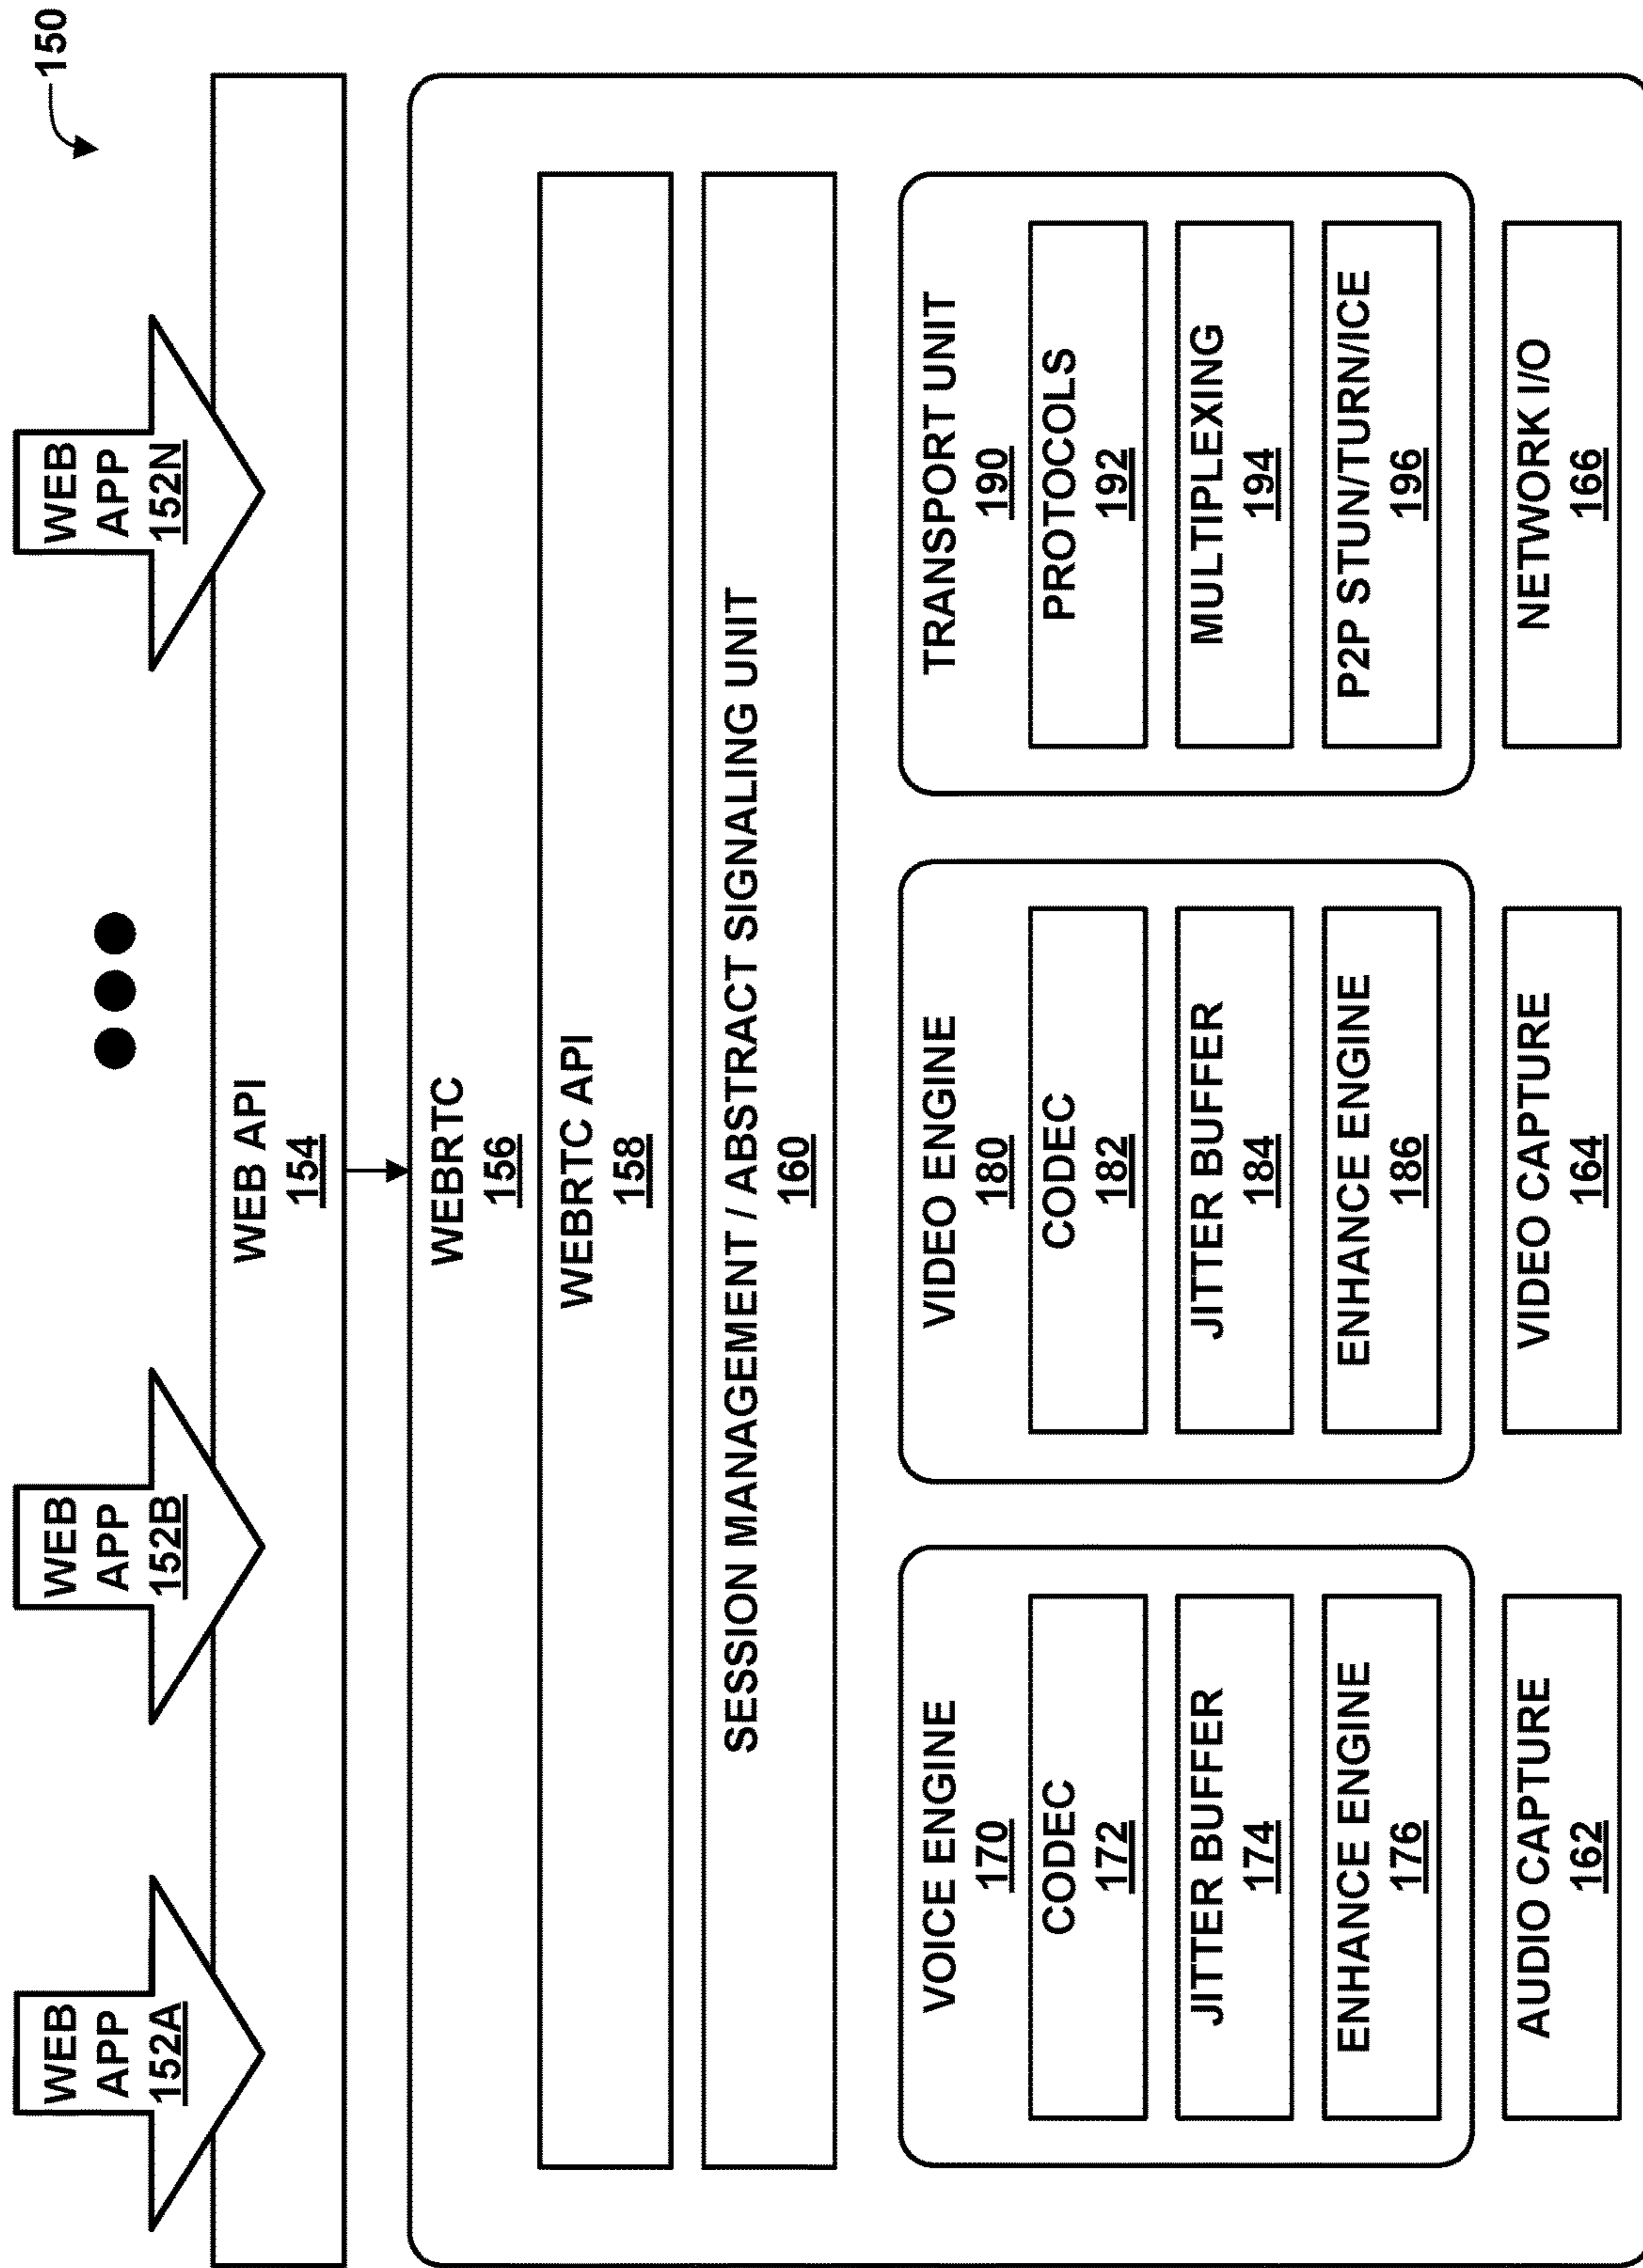 150
WEB
APP
152A
WEB
APP
152B
WEB
APP
152N
WEB API
154
WEBRTC
156
WEBRTC API
158
SESSION MANAGEMENT / ABSTRACT SIGNALING UNIT
160
VOICE ENGINE
170
CODEC
172
JITTER BUFFER
174
ENHANCE ENGINE
176
AUDIO CAPTURE
162
VIDEO ENGINE
180
CODEC
182
JITTER BUFFER
184
ENHANCE ENGINE
186
VIDEO CAPTURE
164
TRANSPORT UNIT
190
PROTOCOLS
192
MULTIPLEXING
194
P2P STUN/TURN/ICE
196
NETWORK I/O
166